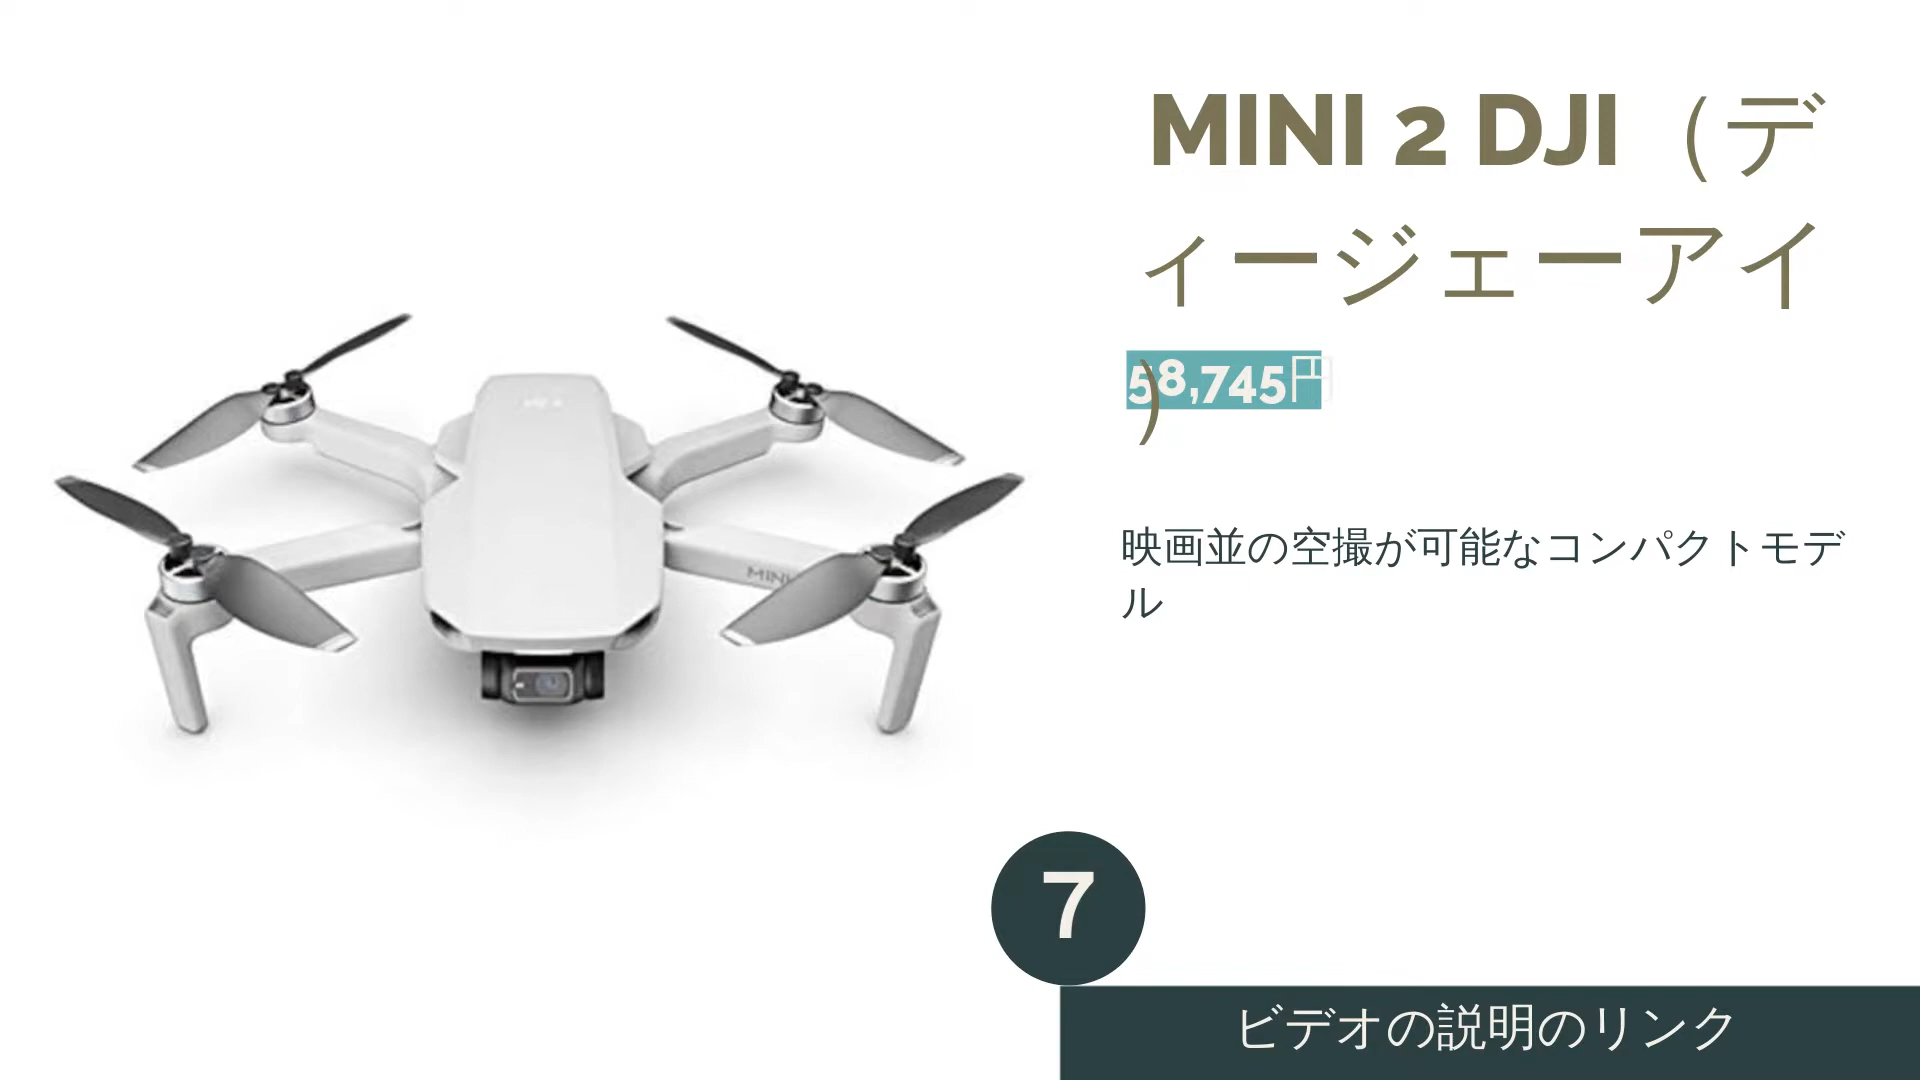 MINI 2 DJI（デ
ィージェーアイ
）
58,745円
映画並の空撮が可能なコンパクトモデ
ル
MINI
7
ビデオの説明のリンク